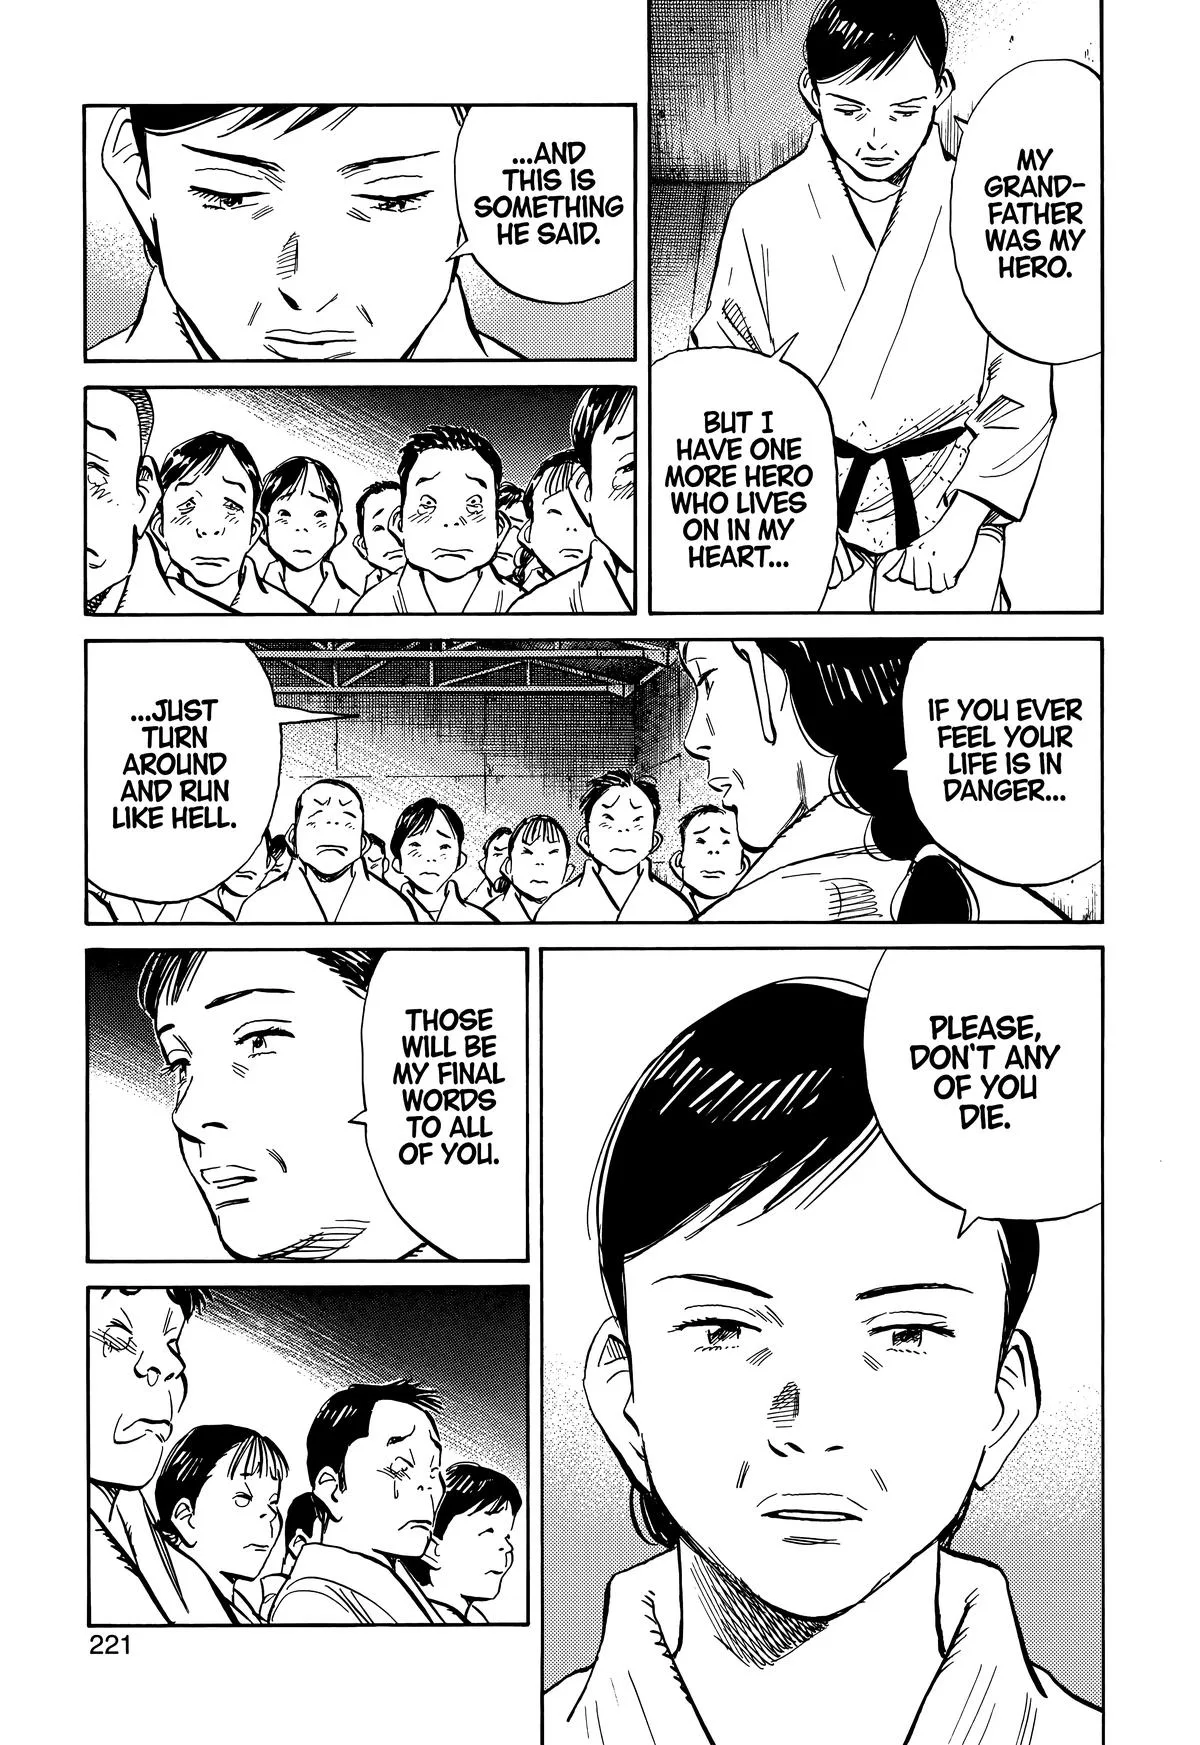 MY
GRAND-
FATHER
WAS MY
HERO.
BUT I
HAVE ONE
MORE HERO
WHO LIVES
ON IN MY
HEART...
...AND
THIS IS
SOMETHING
HE SAID.
IF YOU EVER
FEEL YOUR
LIFE IS IN
DANGER...
...JUST
TURN
AROUND
AND RUN
LIKE HELL.
PLEASE,
DON'T ANY
OF YOU
DIE.
THOSE
WILL BE
MY FINAL
WORDS
TO ALL
OF YOU.
221